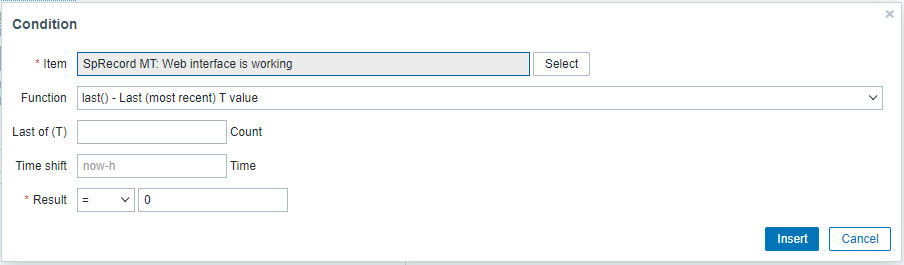 Condition
* Item SpRecord MT: Web interface is working Select
Function last() - Last (most recent) T value
Last of (T) Count
Time shift now-h Time
* Result = 0
Insert Cancel